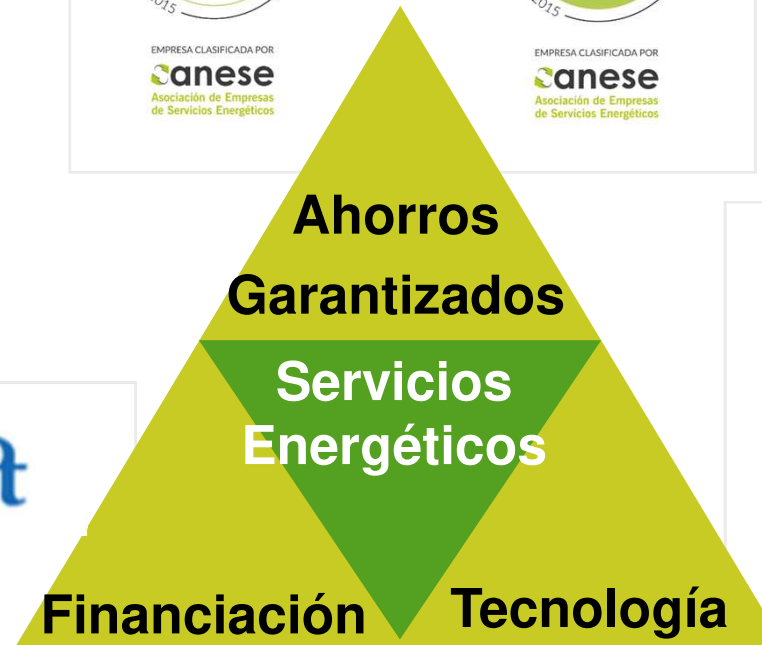 2015
2015
EMPRESA CLASIFICADA POR
anese
Asociación de Empresas
de Servicios Energéticos
EMPRESA CLASIFICADA POR
anese
Asociación de Empresas
de Servicios Energéticos
Ahorros
Garantizados
Servicios
Energéticos
t
Financiación
Tecnología